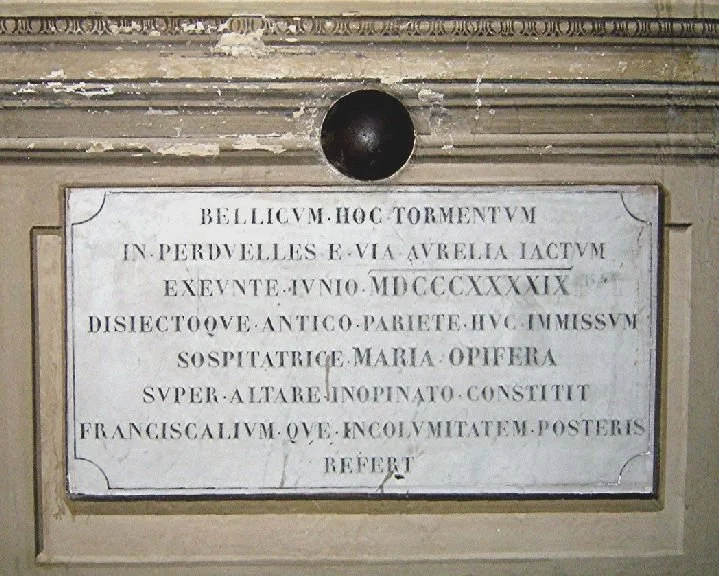 BELLICVM·HOC·TORMENTVM
IN·PERDVELLES·E·VIA·AVRELIA·IACTVM
EXEVNTE·IVNIO·MDCCCXXXXIX
DISIECTOQVE·ANTICO·PARIETE·HVC·IMMISSVM
SOSPITATRICE·MARIA·OPIFERA
SVPER·ALTARE·INOPINATO·CONSTITIT
FRANCISCALIVM·QVE·INCOLVMITATEM·POSTERIS
REFERT